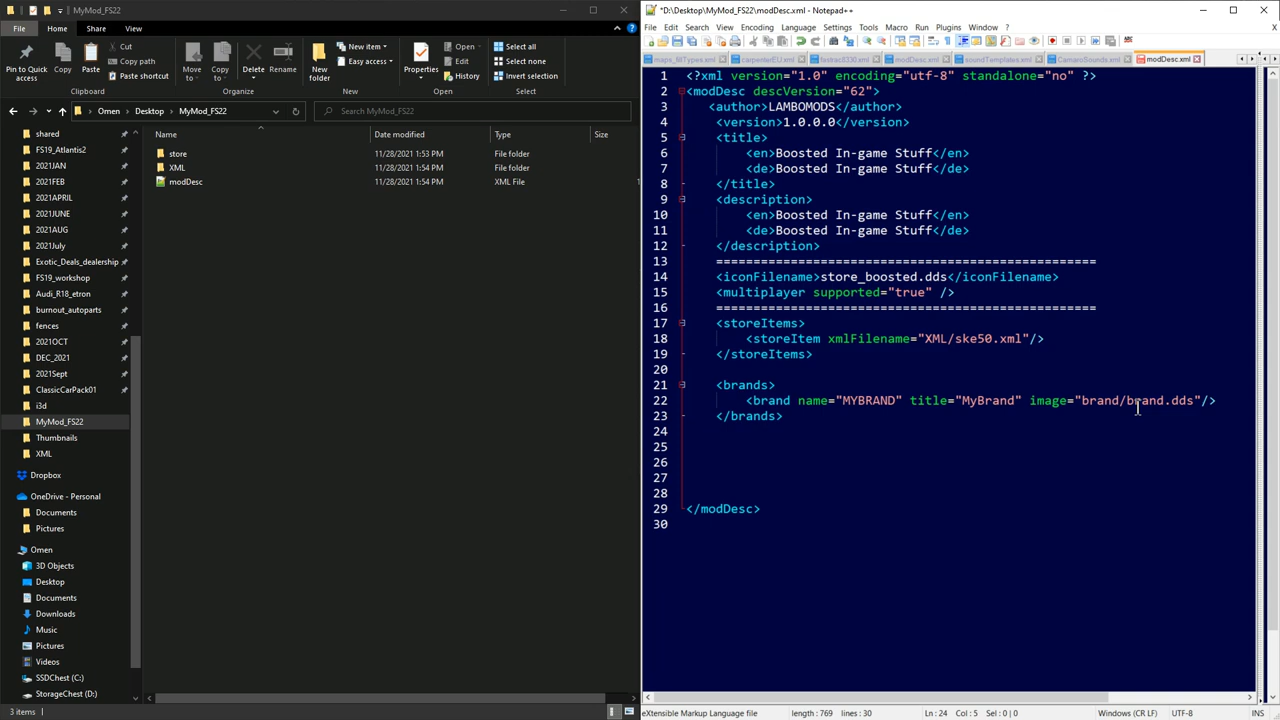 MyMod_FS22
File Home Share View
Pin to Quick access
Copy
Paste
Cut
Copy path
Paste shortcut
Clipboard
Move to
Copy to
Delete
Rename
Organize
New folder
New item
Easy access
New
Properties
Open
Edit
History
Open
Select all
Select none
Invert selection
Select
Omen > Desktop > MyMod_FS22
Search MyMod_FS22
Name Date modified Type Size
store 11/28/2021 1:53 PM File folder
XML 11/28/2021 1:54 PM File folder
modDesc 11/28/2021 1:54 PM XML File 1
shared
FS19_Atlantis2
2021JAN
2021FEB
2021APRIL
2021JUNE
2021AUG
2021July
Exotic_Deals_dealership
FS19_workshop
Audi_R18_etron
burnout_autoparts
fences
2021OCT
DEC_2021
2021Sept
ClassicCarPack01
i3d
MyMod_FS22
Thumbnails
XML
Dropbox
OneDrive - Personal
Documents
Pictures
Omen
3D Objects
Desktop
Documents
Downloads
Music
Pictures
Videos
SSDChest (C:)
StorageChest (D:)
3 items
*D:\Desktop\MyMod_FS22\modDesc.xml - Notepad++
File Edit Search View Encoding Language Settings Tools Macro Run Plugins Window ?
carpenterEU.xml modDesc.xml soundTemplates.xml CamaroSounds.xml modDesc.xml
1 <?xml version="1.0" encoding="utf-8" standalone="no" ?>
2 <modDesc descVersion="62">
3 <author>LAMBOMODS</author>
4 <version>1.0.0.0</version>
5 <title>
6 <en>Boosted In-game Stuff</en>
7 <de>Boosted In-game Stuff</de>
8 </title>
9 <description>
10 <en>Boosted In-game Stuff</en>
11 <de>Boosted In-game Stuff</de>
12 </description>
13 =================================================
14 <iconFilename>store_boosted.dds</iconFilename>
15 <multiplayer supported="true" />
16 =================================================
17 <storeItems>
18 <storeItem xmlFilename="XML/ske50.xml"/>
19 </storeItems>
20
21 <brands>
22 <brand name="MYBRAND" title="MyBrand" image="brand/brand.dds"/>
23 </brands>
24
25
26
27
28
29 </modDesc>
30
eXtensible Markup Language file length : 769 lines : 30 Ln : 24 Col : 5 Sel : 0 | 0 Windows (CR LF) UTF-8 INS